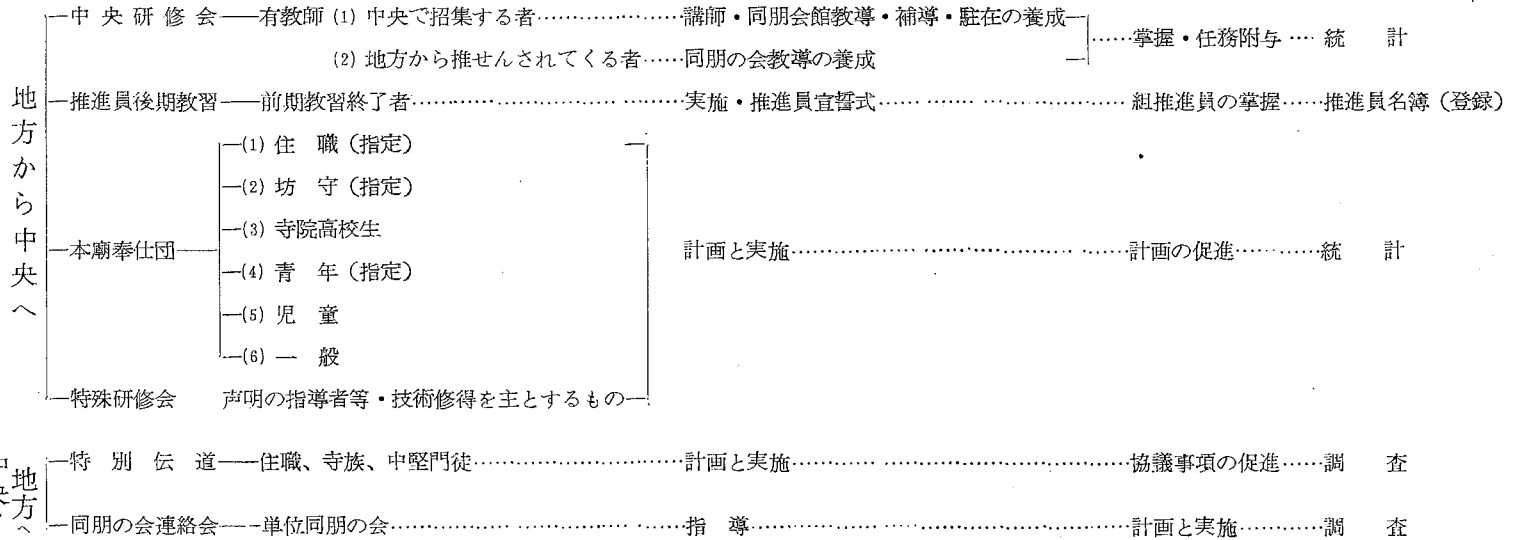 中央研修会――有教師 (1) 中央で招集する者……………………講師・同朋会館教導・補導・駐在の養成
……掌握・任務附与……統　計
(2) 地方から推せんされてくる者……同朋の会教導の養成
地方から中央へ
推進員後期教習――前期教習終了者……………………実施・推進員宣誓式……………………組推進員の掌握……推進員名簿（登録）
(1) 住　職（指定）
(2) 坊　守（指定）
(3) 寺院高校生
本廟奉仕団　計画と実施……………………計画の促進…………統　計
(4) 青　年（指定）
(5) 児　童
(6) 一　般
特殊研修会　声明の指導者等・技術修得を主とするもの
特別伝道――住職、寺族、中堅門徒……………………計画と実施……………………協議事項の促進……調　査
地方へ
同朋の会連絡会――単位同朋の会……………………指　導……………………計画と実施…………調　査